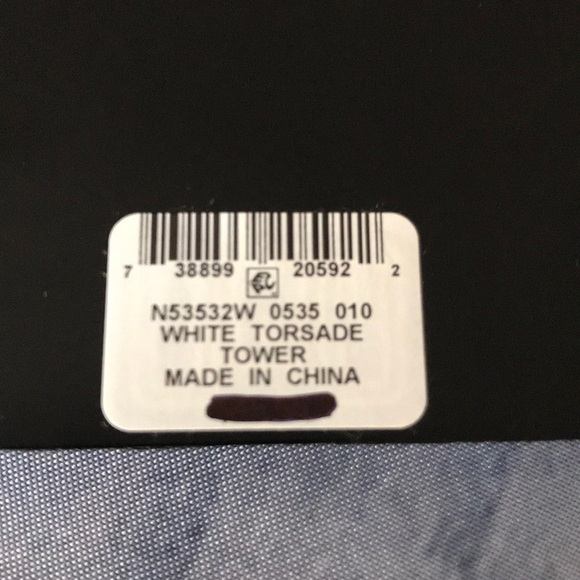 7 38899 20592 2
N53532W 0535 010
WHITE TORSADE
TOWER
MADE IN CHINA